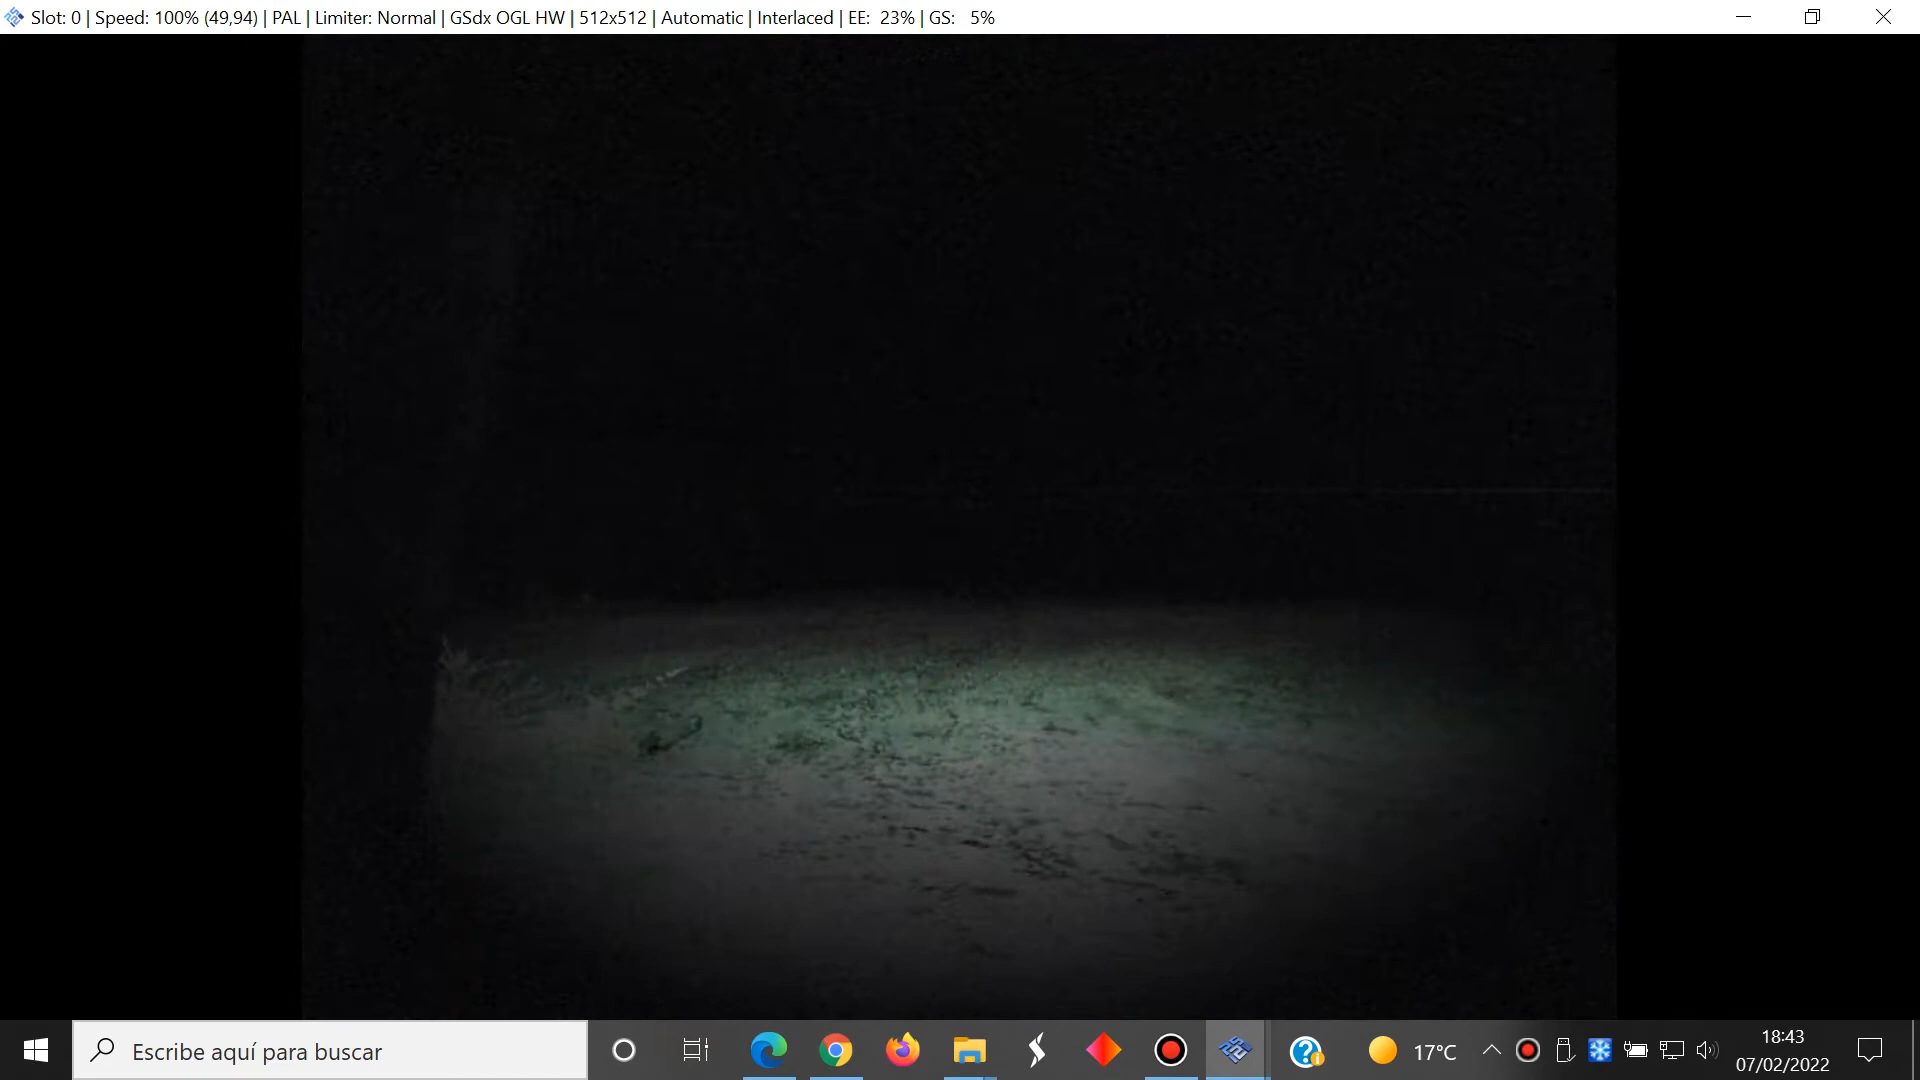 Slot: 0 | Speed: 100% (49,94) | PAL | Limiter: Normal | GSdx OGL HW | 512x512 | Automatic | Interlaced | EE:  23% | GS:   5%
Escribe aquí para buscar
17°C
18:43
07/02/2022